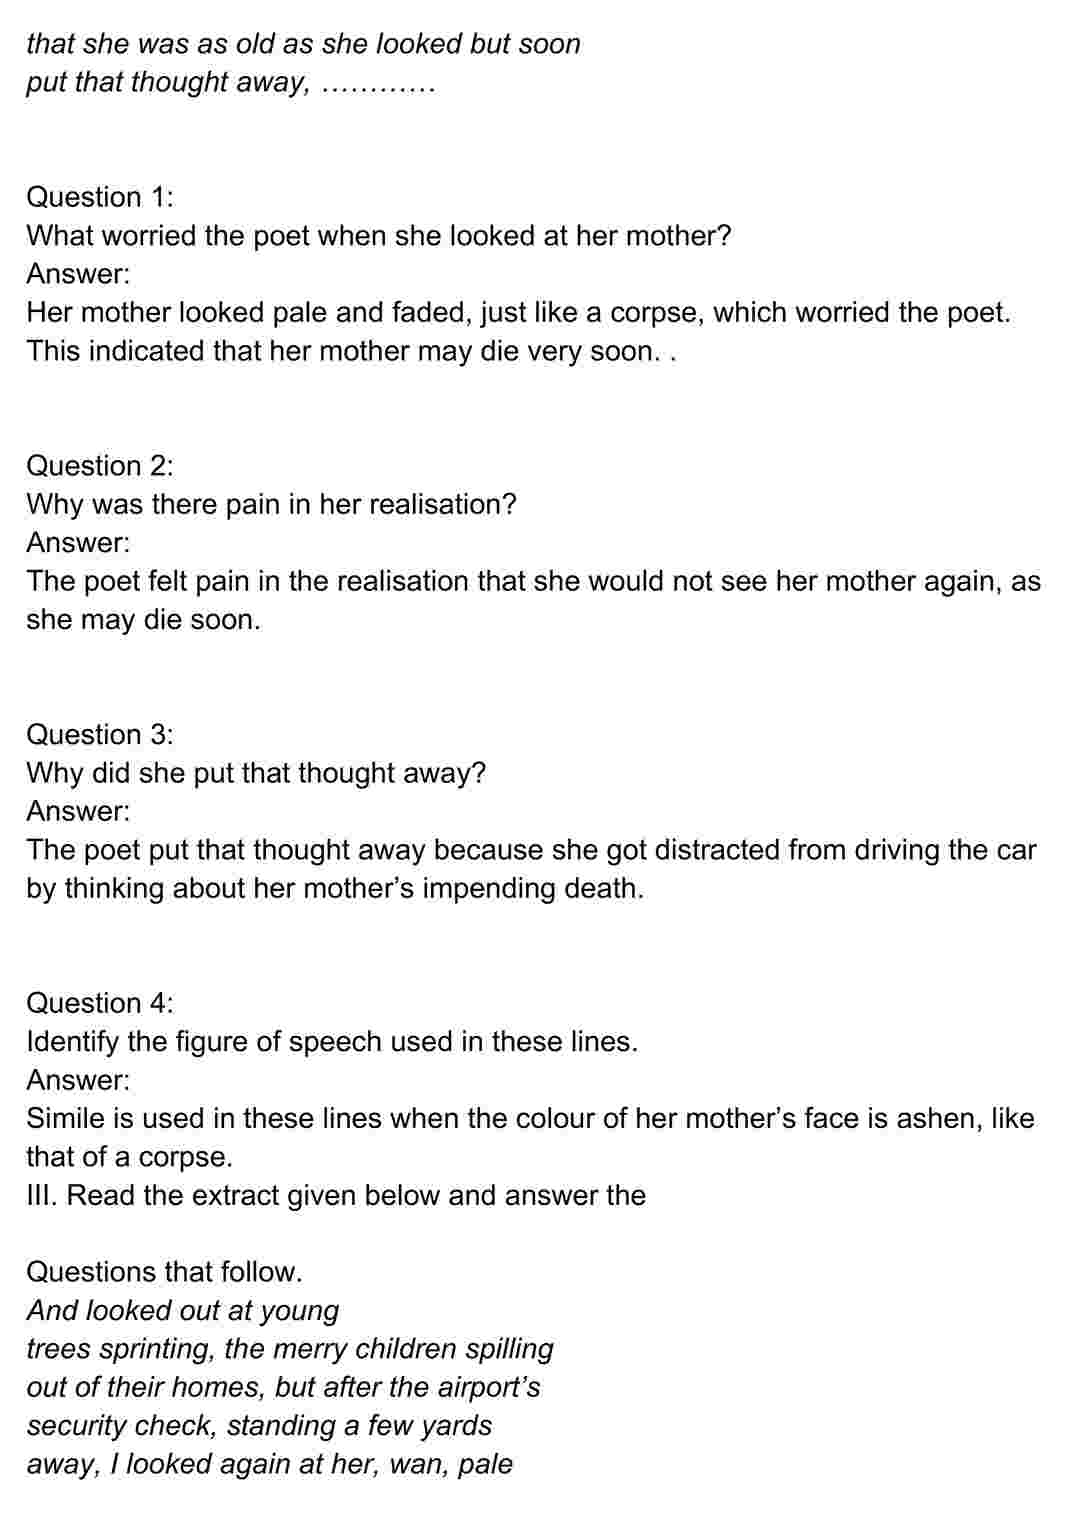 that she was as old as she looked but soon
put that thought away, …………
Question 1:
What worried the poet when she looked at her mother?
Answer:
Her mother looked pale and faded, just like a corpse, which worried the poet.
This indicated that her mother may die very soon. .
Question 2:
Why was there pain in her realisation?
Answer:
The poet felt pain in the realisation that she would not see her mother again, as
she may die soon.
Question 3:
Why did she put that thought away?
Answer:
The poet put that thought away because she got distracted from driving the car
by thinking about her mother’s impending death.
Question 4:
Identify the figure of speech used in these lines.
Answer:
Simile is used in these lines when the colour of her mother’s face is ashen, like
that of a corpse.
III. Read the extract given below and answer the
Questions that follow.
And looked out at young
trees sprinting, the merry children spilling
out of their homes, but after the airport’s
security check, standing a few yards
away, I looked again at her, wan, pale